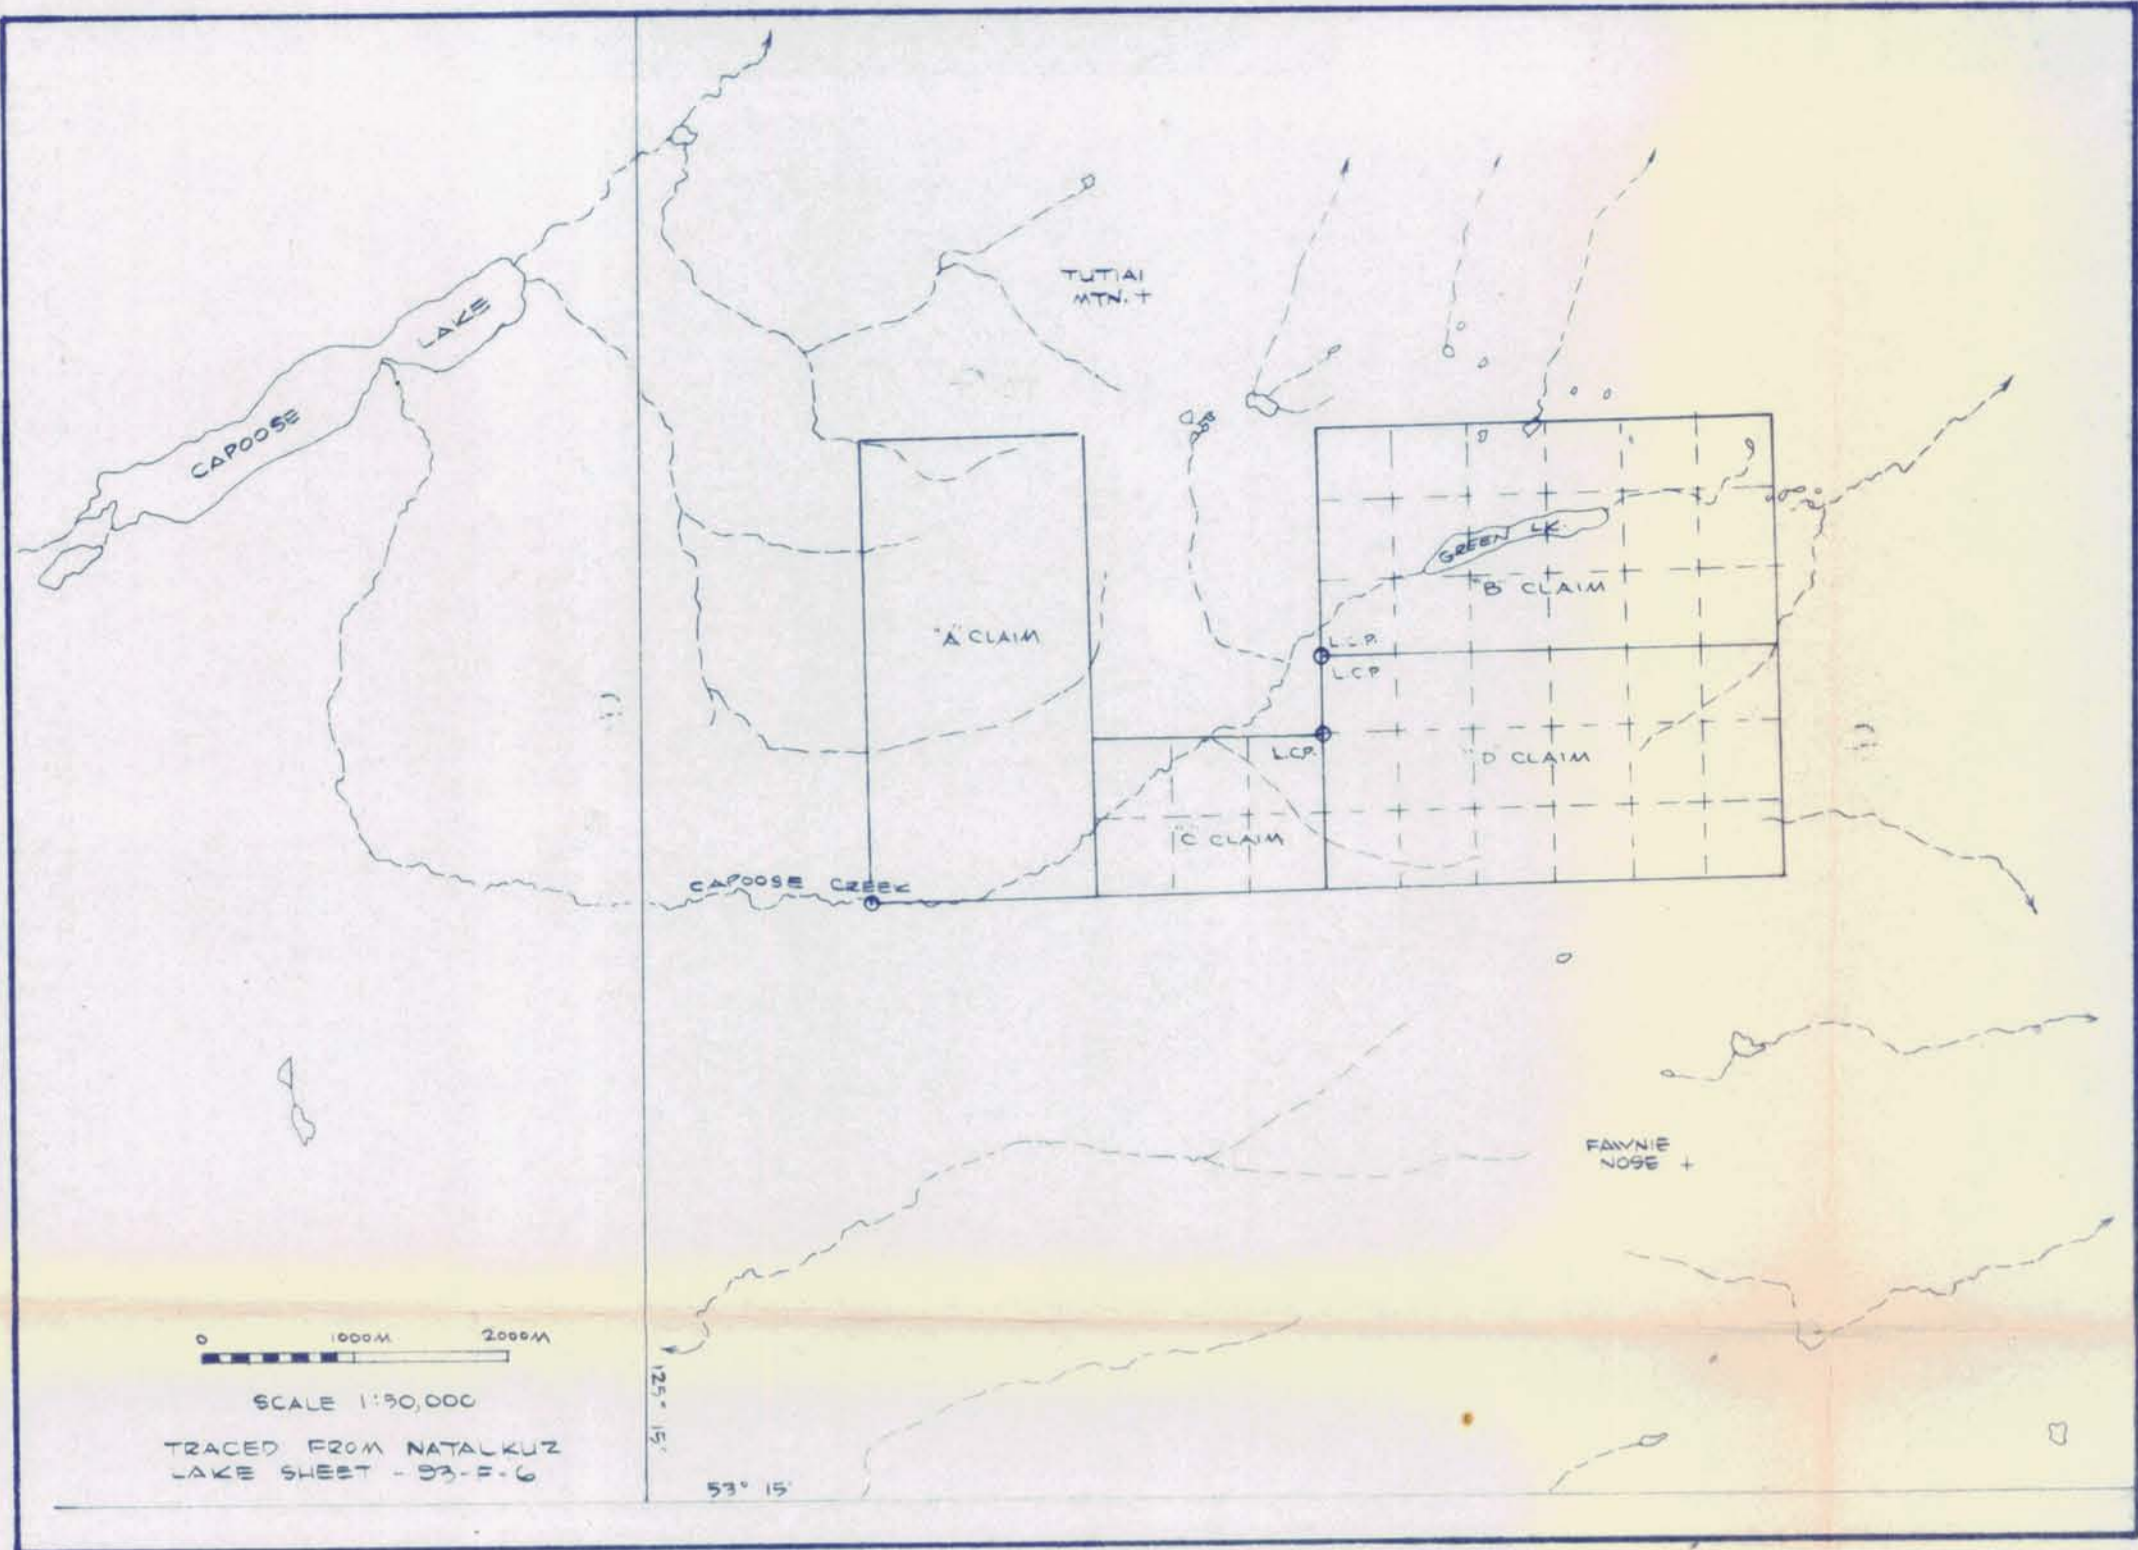 TUTIAI
MTN. +
CAPOOSE LAKE
GREEN LK.
"B" CLAIM
"A" CLAIM
L.C.P.
L.C.P.
L.C.P.
"D" CLAIM
"C" CLAIM
CAPOOSE CREEK
FAWNIE
NOSE +
0 1000M 2000M
SCALE 1:50,000
TRACED FROM NATALKUZ
LAKE SHEET - 93-F-6
125° 15'
53° 15'